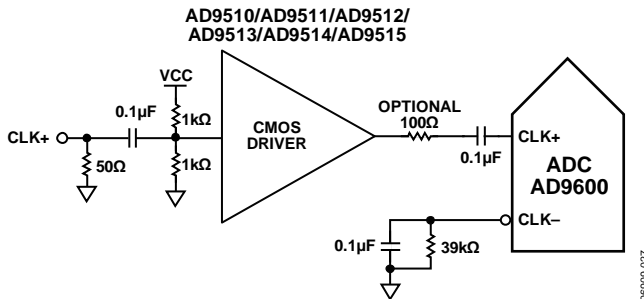 AD9510/AD9511/AD9512/
AD9513/AD9514/AD9515
VCC
0.1µF
1kΩ
OPTIONAL
100Ω
CLK+
CMOS
DRIVER
CLK+
0.1µF
50Ω
1kΩ
ADC
AD9600
CLK–
0.1µF
39kΩ